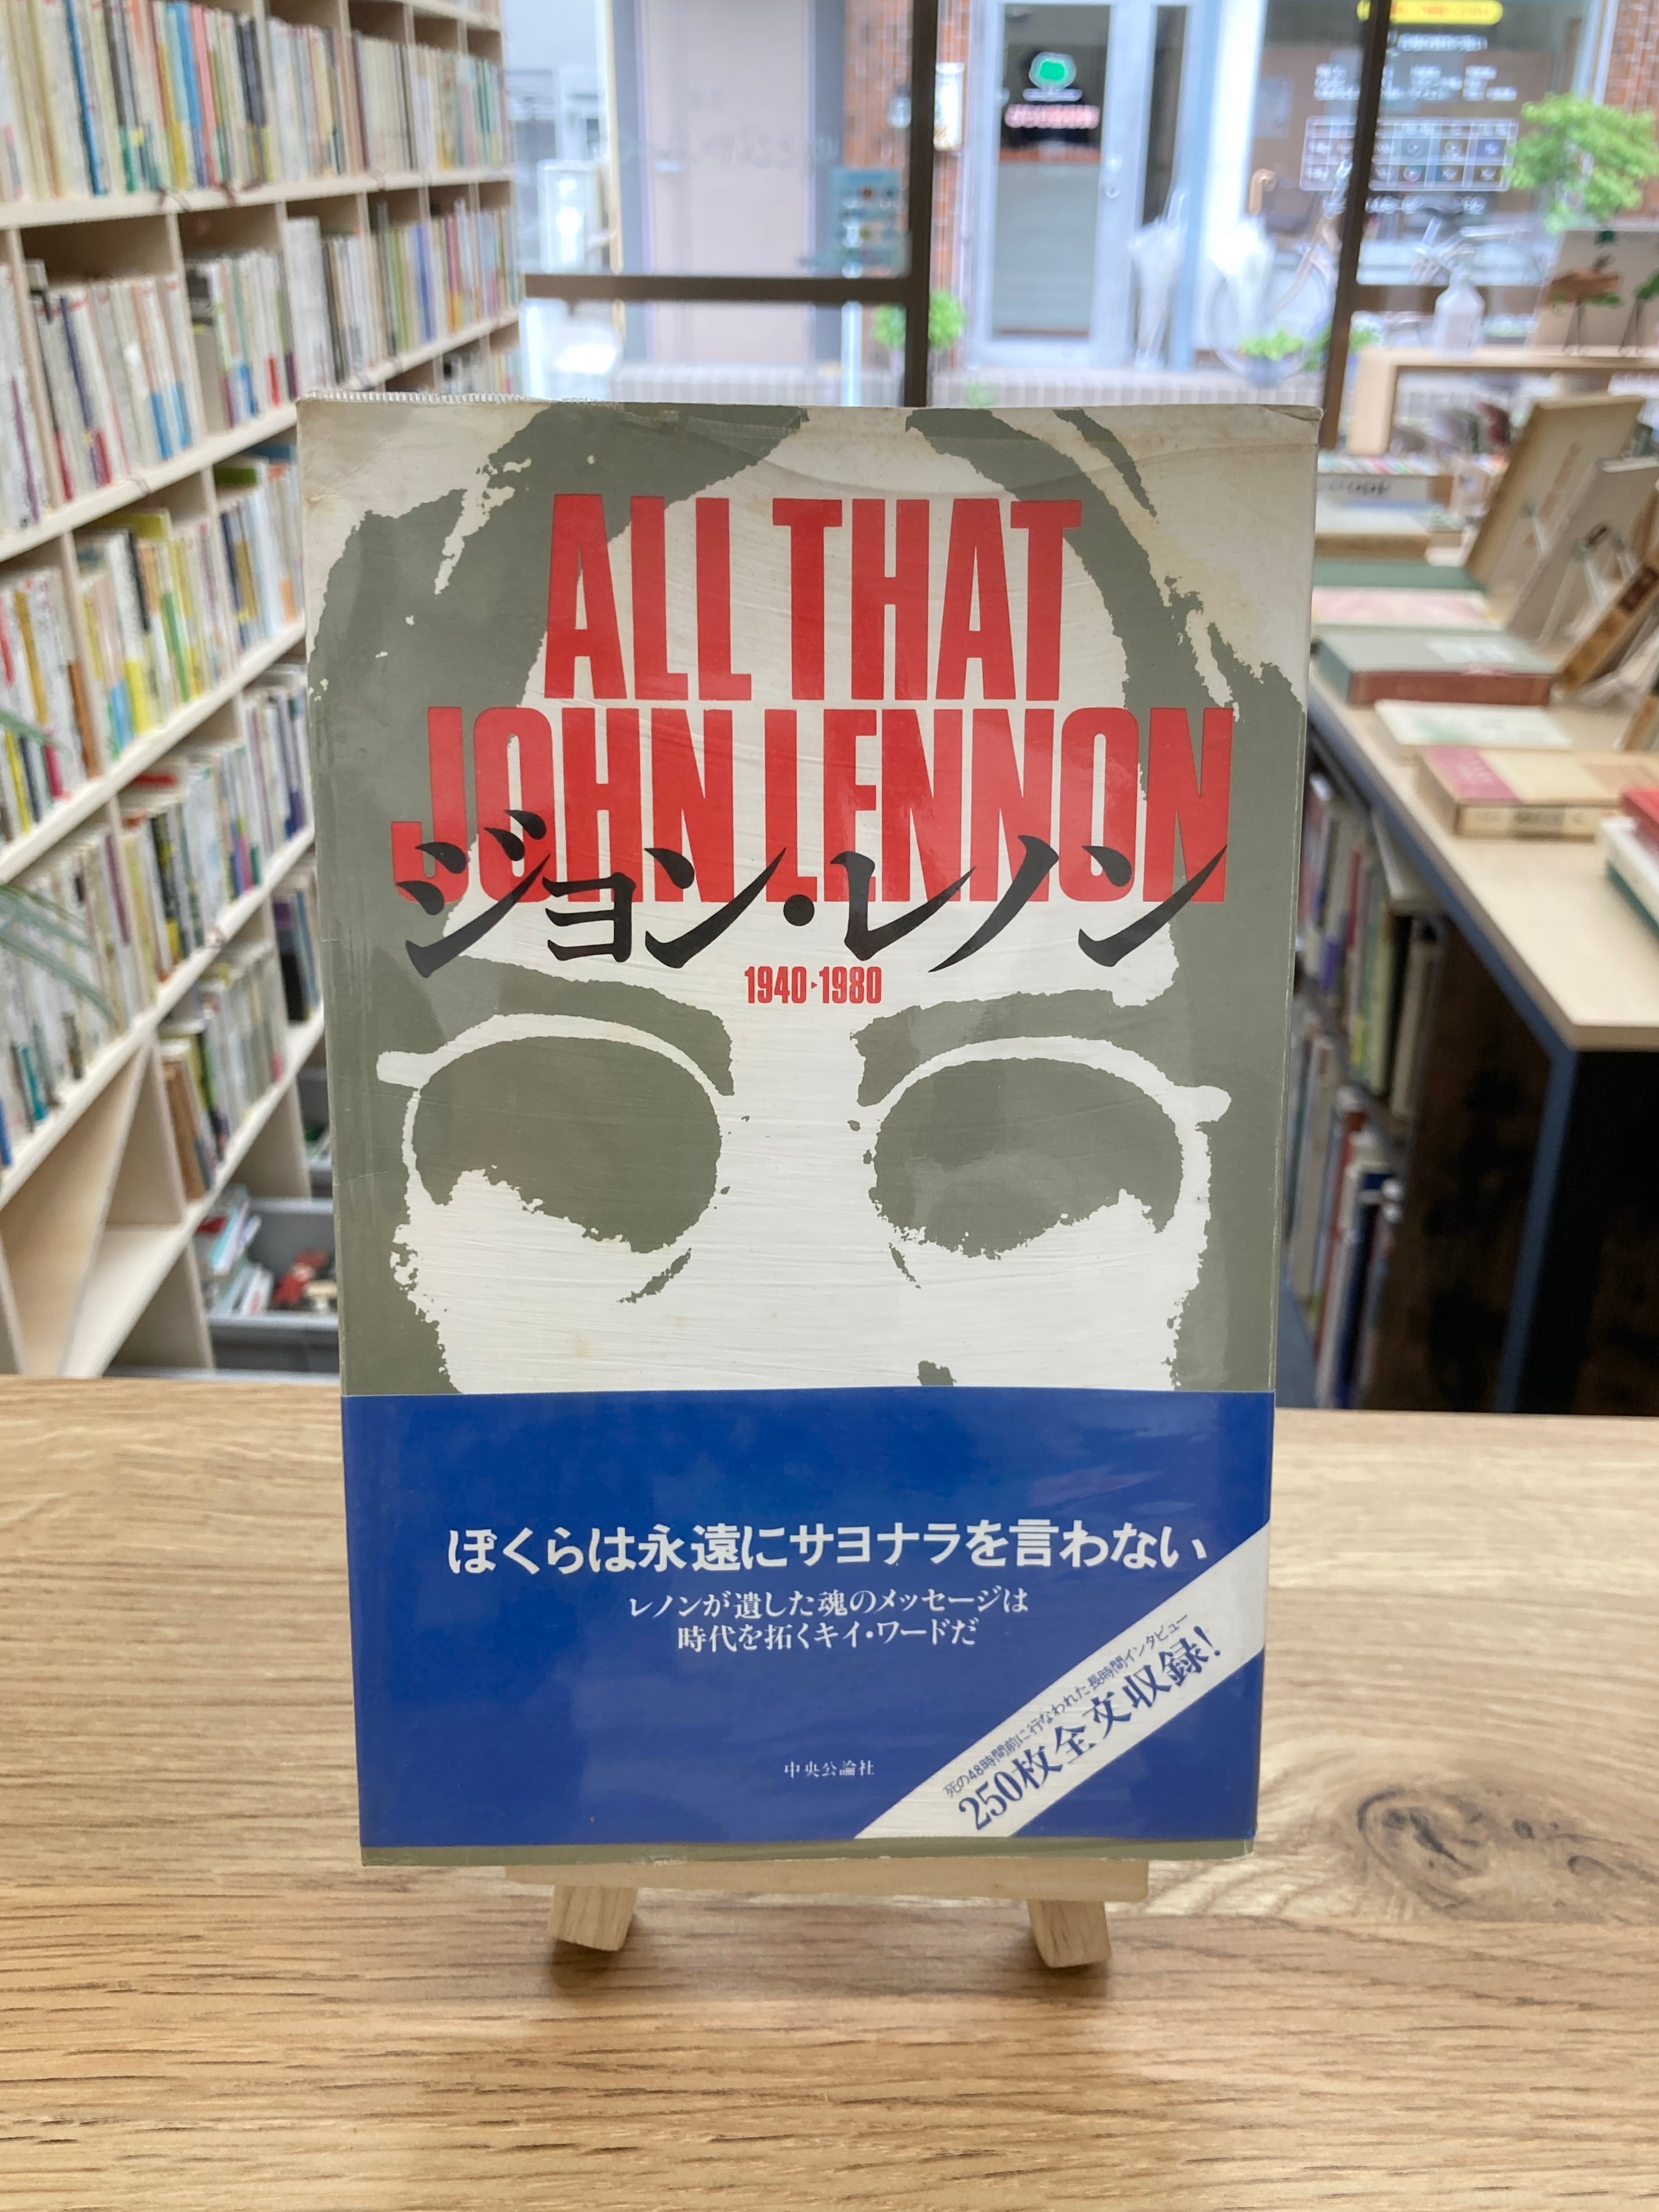 ALL THAT
JOHN LENNON
ジョン・レノン
1940▸1980
ぼくらは永遠にサヨナラを言わない
レノンが遺した魂のメッセージは
時代を拓くキイ・ワードだ
死の48時間前に行なわれた長時間インタビュー
250枚全文収録!
中央公論社